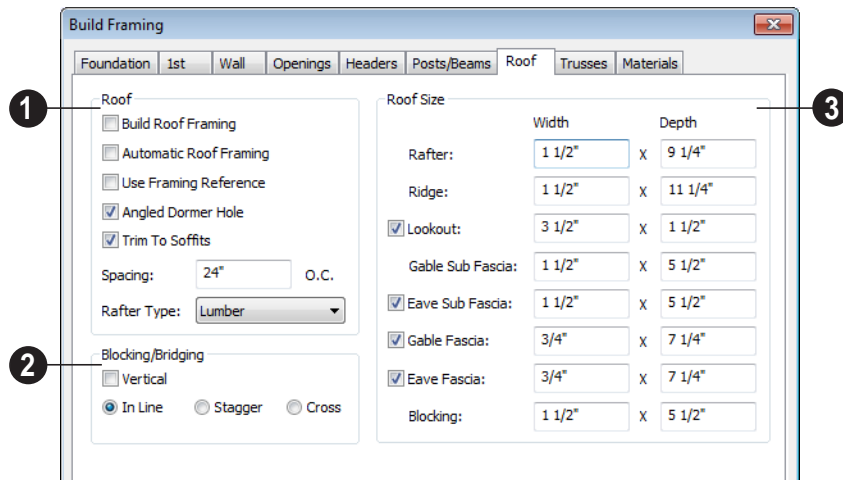 Build Framing
Foundation 1st Wall Openings Headers Posts/Beams Roof Trusses Materials
1
Roof
Build Roof Framing
Automatic Roof Framing
Use Framing Reference
Angled Dormer Hole
Trim To Soffits
Spacing: 24" O.C.
Rafter Type: Lumber
2
Blocking/Bridging
Vertical
In Line Stagger Cross
3
Roof Size
Width Depth
Rafter: 1 1/2" X 9 1/4"
Ridge: 1 1/2" X 11 1/4"
Lookout: 3 1/2" X 1 1/2"
Gable Sub Fascia: 1 1/2" X 5 1/2"
Eave Sub Fascia: 1 1/2" X 5 1/2"
Gable Fascia: 3/4" X 7 1/4"
Eave Fascia: 3/4" X 7 1/4"
Blocking: 1 1/2" X 5 1/2"